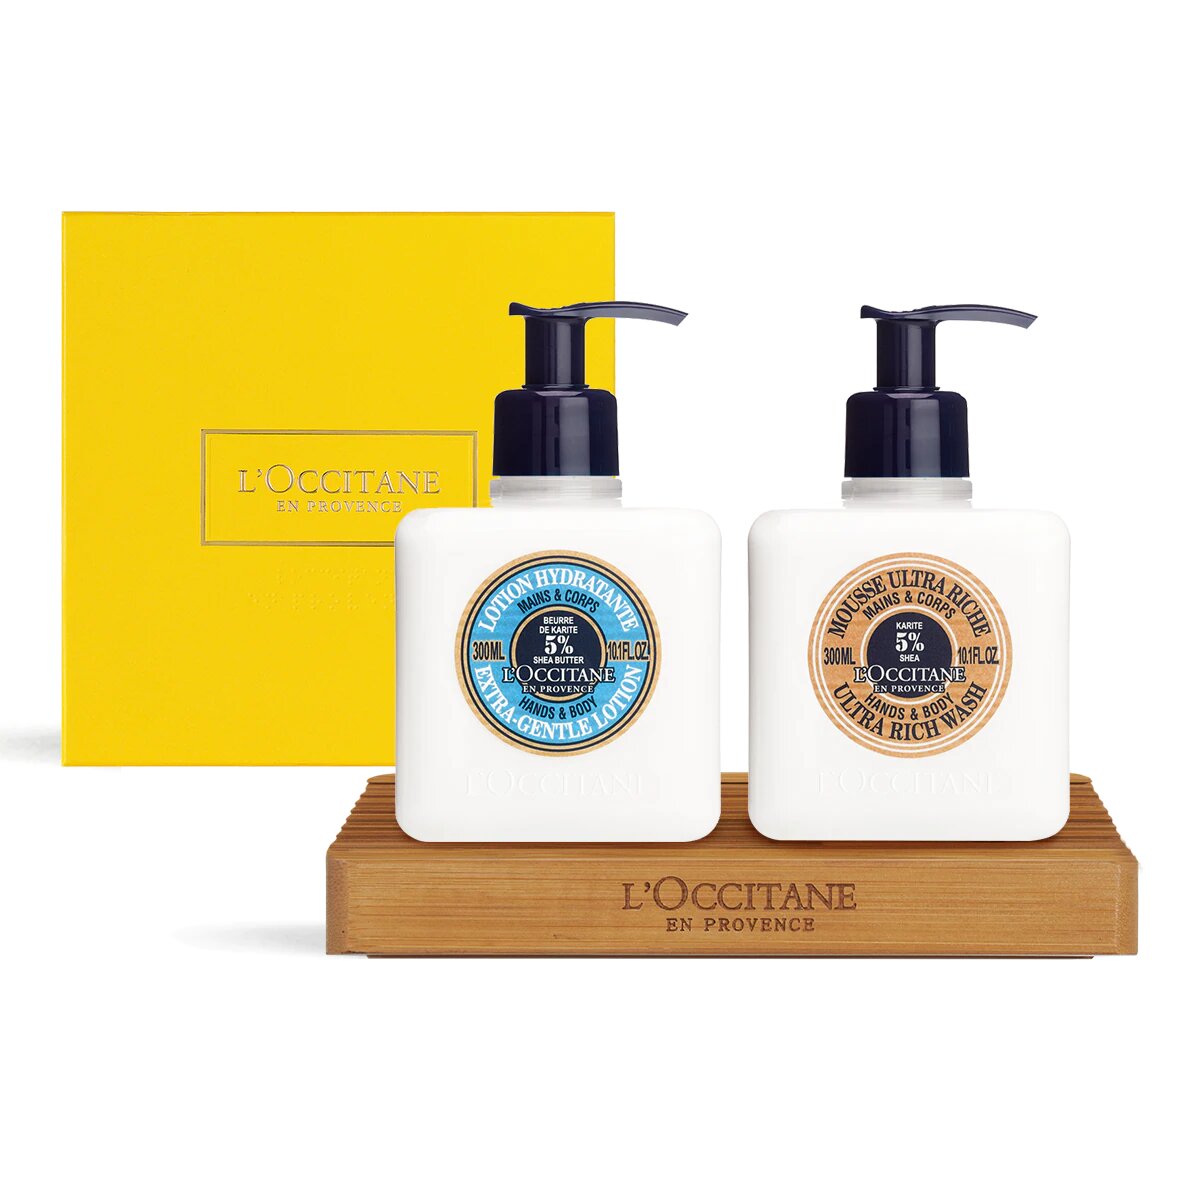 L'OCCITANE
EN PROVENCE
LOTION HYDRATANTE
MAINS & CORPS
BEURRE
DE KARITE
5%
SHEA BUTTER
300ML
10.1FL.OZ.
L'OCCITANE
EN PROVENCE
HANDS & BODY
EXTRA-GENTLE LOTION
L'OCCITANE
MOUSSE ULTRA RICHE
MAINS & CORPS
KARITE
5%
SHEA
300ML
10.1FL.OZ.
L'OCCITANE
EN PROVENCE
HANDS & BODY
ULTRA RICH WASH
L'OCCITANE
L'OCCITANE
EN PROVENCE